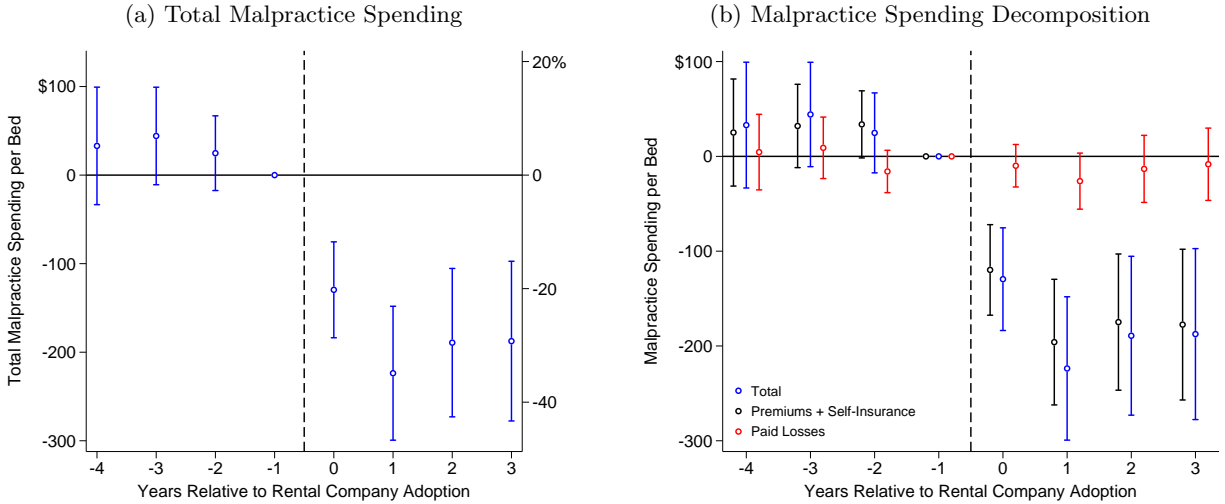 (a) Total Malpractice Spending
Total Malpractice Spending per Bed
$100
0
-100
-200
-300
20%
0
-20
-40
-4 -3 -2 -1 0 1 2 3
Years Relative to Rental Company Adoption
(b) Malpractice Spending Decomposition
Malpractice Spending per Bed
$100
0
-100
-200
-300
Total
Premiums + Self-Insurance
Paid Losses
-4 -3 -2 -1 0 1 2 3
Years Relative to Rental Company Adoption